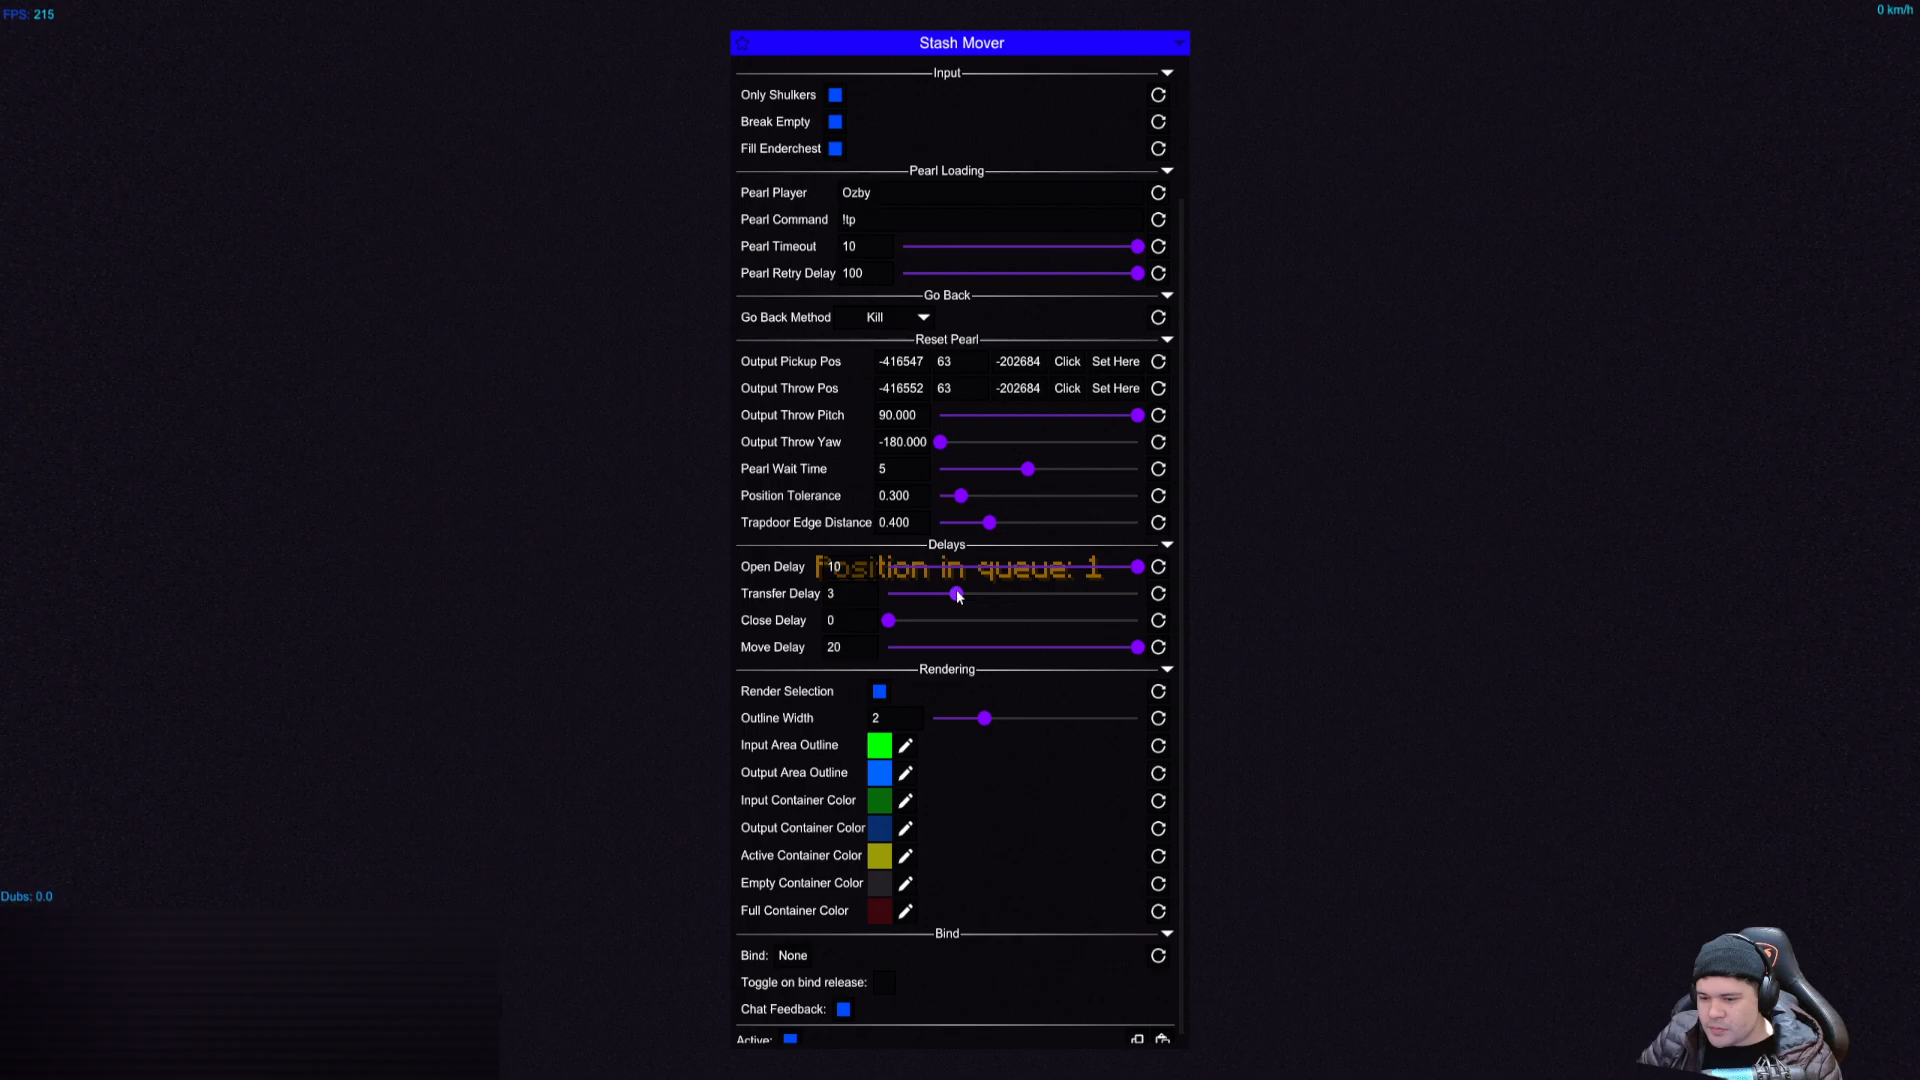 FPS: 215
0 km/h
Stash Mover
Input
Only Shulkers
Break Empty
Fill Enderchest
Pearl Loading
Pearl Player Ozby
Pearl Command !tp
Pearl Timeout 10
Pearl Retry Delay 100
Go Back
Go Back Method Kill
Reset Pearl
Output Pickup Pos -416547 63 -202684 Click Set Here
Output Throw Pos -416552 63 -202684 Click Set Here
Output Throw Pitch 90.000
Output Throw Yaw -180.000
Pearl Wait Time 5
Position Tolerance 0.300
Trapdoor Edge Distance 0.400
Delays
Open Delay 10
Position in queue: 1
Transfer Delay 3
Close Delay 0
Move Delay 20
Rendering
Render Selection
Outline Width 2
Input Area Outline
Output Area Outline
Input Container Color
Output Container Color
Active Container Color
Empty Container Color
Full Container Color
Bind
Bind: None
Toggle on bind release:
Chat Feedback:
Active:
Dubs: 0.0